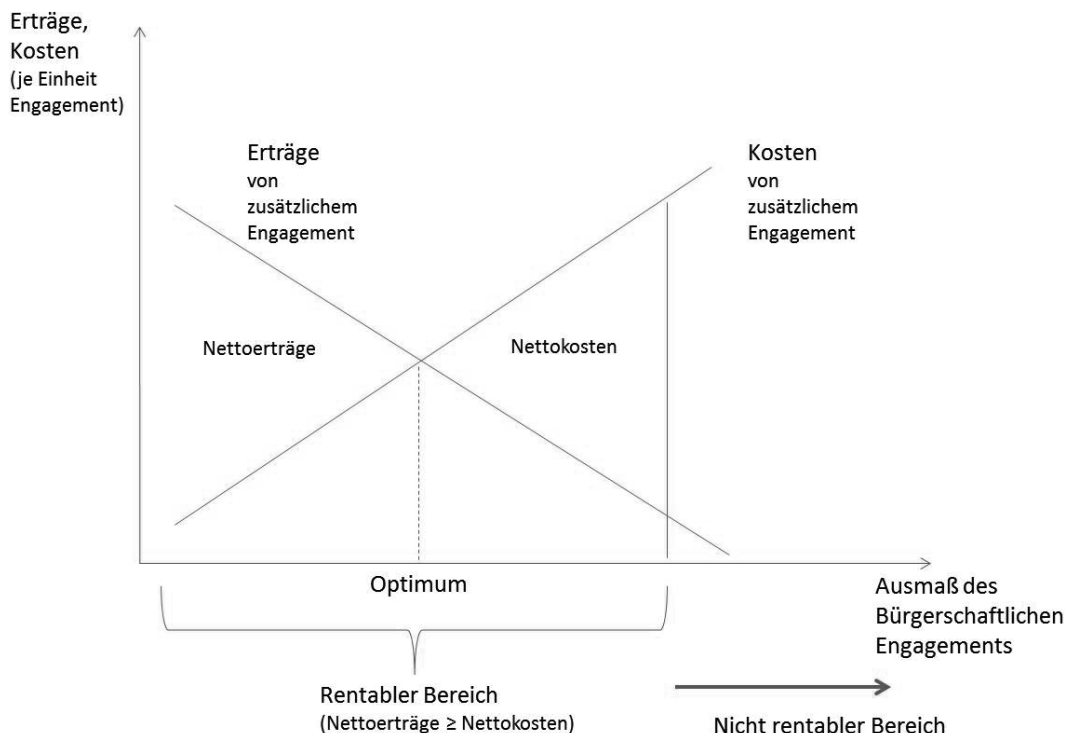 Erträge,
Kosten
(je Einheit
Engagement)
Erträge
von
zusätzlichem
Engagement
Kosten
von
zusätzlichem
Engagement
Nettoerträge
Nettokosten
Optimum
Ausmaß des
Bürgerschaftlichen
Engagements
Rentabler Bereich
(Nettoerträge ≥ Nettokosten)
Nicht rentabler Bereich